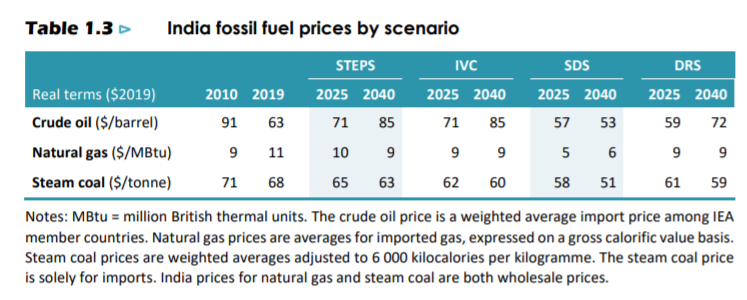 Table 1.3 ▷ India fossil fuel prices by scenario
STEPS IVC SDS DRS
Real terms ($2019) 2010 2019 2025 2040 2025 2040 2025 2040 2025 2040
Crude oil ($/barrel) 91 63 71 85 71 85 57 53 59 72
Natural gas ($/MBtu) 9 11 10 9 9 9 5 6 9 9
Steam coal ($/tonne) 71 68 65 63 62 60 58 51 61 59
Notes: MBtu = million British thermal units. The crude oil price is a weighted average import price among IEA
member countries. Natural gas prices are averages for imported gas, expressed on a gross calorific value basis.
Steam coal prices are weighted averages adjusted to 6 000 kilocalories per kilogramme. The steam coal price
is solely for imports. India prices for natural gas and steam coal are both wholesale prices.